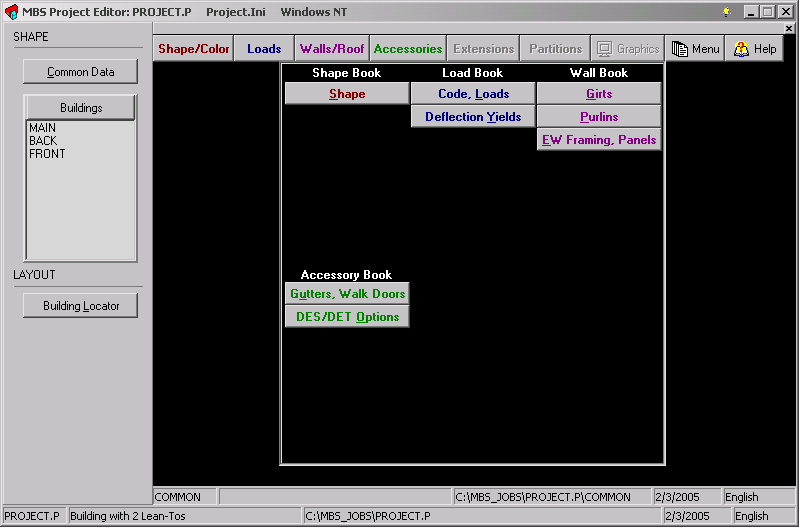 MBS Project Editor: PROJECT.P Project.Ini Windows NT
SHAPE
Common Data
Buildings
MAIN
BACK
FRONT
LAYOUT
Building Locator
Shape/Color Loads Walls/Roof Accessories Extensions Partitions Graphics Menu Help
Shape Book Load Book Wall Book
Shape Code, Loads Girts
Deflection Yields Purlins
EW Framing, Panels
Accessory Book
Gutters, Walk Doors
DES/DET Options
COMMON C:\MBS_JOBS\PROJECT.P\COMMON 2/3/2005 English
PROJECT.P Building with 2 Lean-Tos C:\MBS_JOBS\PROJECT.P 2/3/2005 English